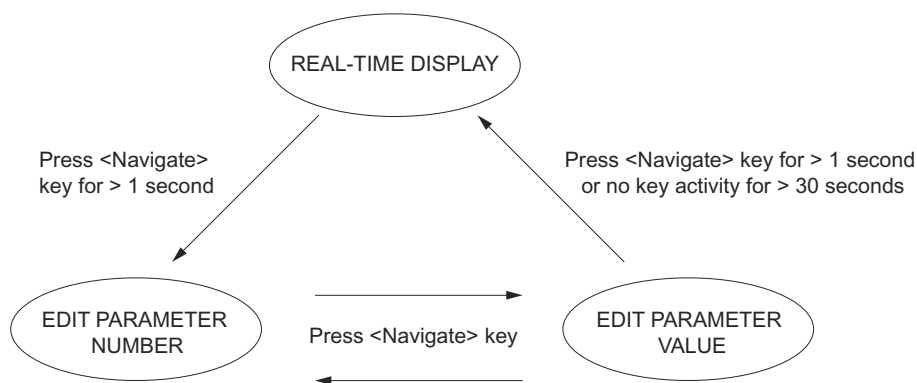 REAL-TIME DISPLAY
Press <Navigate>
key for > 1 second
Press <Navigate> key for > 1 second
or no key activity for > 30 seconds
EDIT PARAMETER
NUMBER
Press <Navigate> key
EDIT PARAMETER
VALUE